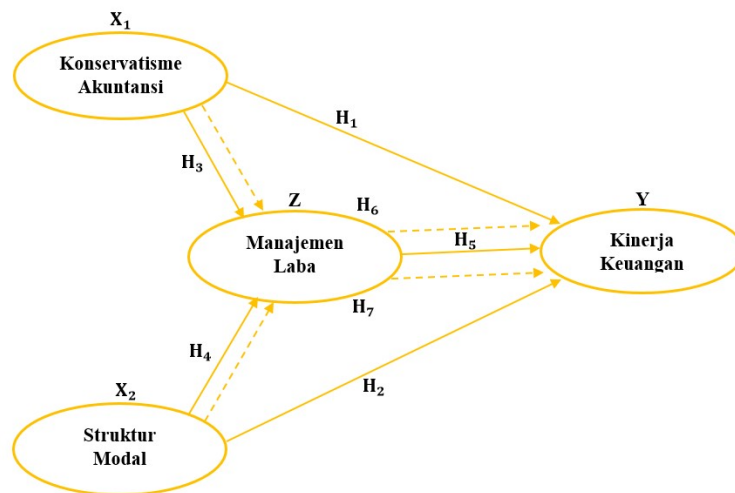 X₁
Konservatisme
Akuntansi
H₁
H₃
Z
H₆
Y
Manajemen
Laba
H₅
Kinerja
Keuangan
H₇
H₄
X₂
H₂
Struktur
Modal